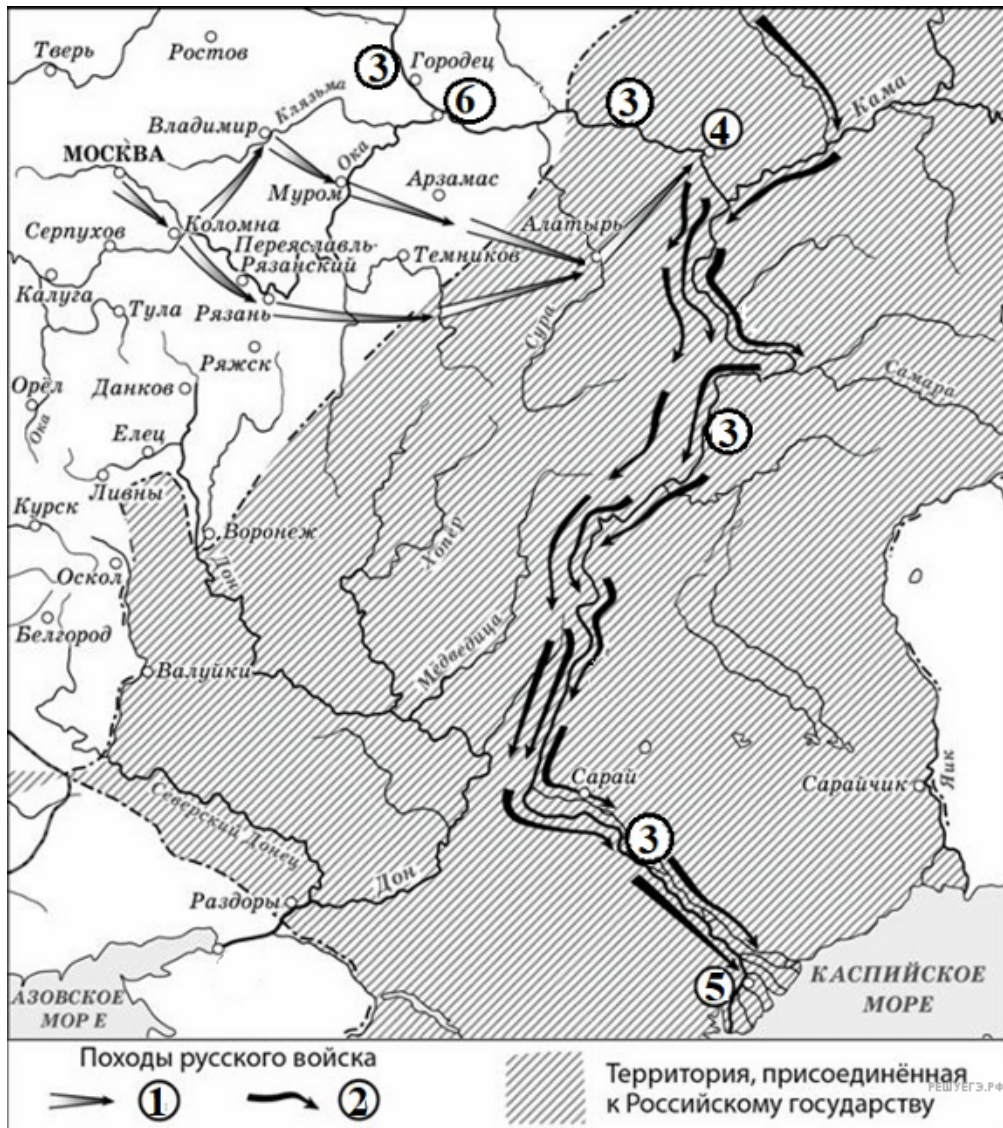 Тверь
Ростов
3
Городец
6
3
4
Кама
Клязьма
Владимир
МОСКВА
Ока
Муром
Арзамас
Алатырь
Серпухов
Коломна
Переяславль-
Рязанский
Темников
Калуга
Тула
Рязань
Сура
Ряжск
Самара
Орёл
Ока
Данков
3
Елец
Ливны
Курск
Воронеж
Хопёр
Оскол
Дон
Белгород
Медведица
Валуйки
Сарай
Сарайчик
Яик
Северский Донец
3
Дон
Раздоры
5
КАСПИЙСКОЕ
МОРЕ
АЗОВСКОЕ
МОРЕ
Походы русского войска
1
2
Территория, присоединённая
к Российскому государству
РЕШУЕГЭ.РФ